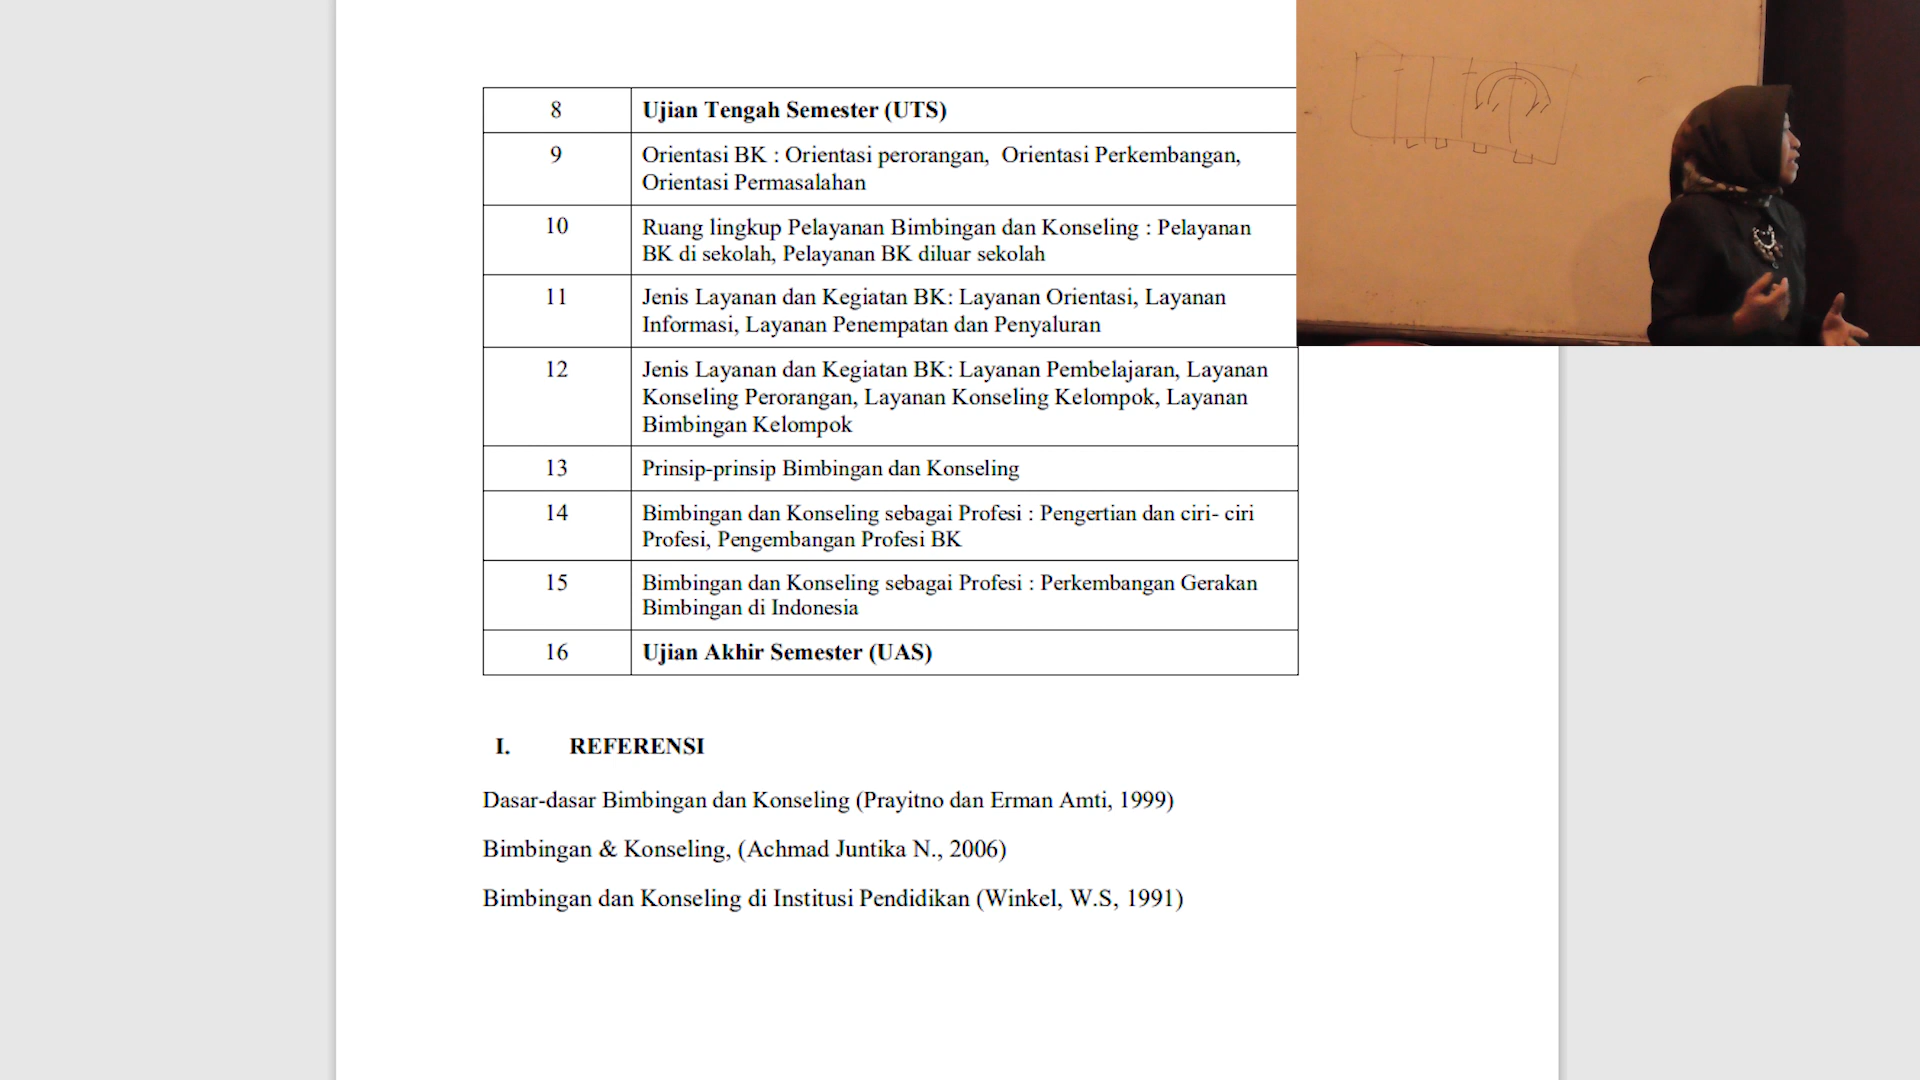 8 Ujian Tengah Semester (UTS)
9 Orientasi BK : Orientasi perorangan, Orientasi Perkembangan,
Orientasi Permasalahan
10 Ruang lingkup Pelayanan Bimbingan dan Konseling : Pelayanan
BK di sekolah, Pelayanan BK diluar sekolah
11 Jenis Layanan dan Kegiatan BK: Layanan Orientasi, Layanan
Informasi, Layanan Penempatan dan Penyaluran
12 Jenis Layanan dan Kegiatan BK: Layanan Pembelajaran, Layanan
Konseling Perorangan, Layanan Konseling Kelompok, Layanan
Bimbingan Kelompok
13 Prinsip-prinsip Bimbingan dan Konseling
14 Bimbingan dan Konseling sebagai Profesi : Pengertian dan ciri- ciri
Profesi, Pengembangan Profesi BK
15 Bimbingan dan Konseling sebagai Profesi : Perkembangan Gerakan
Bimbingan di Indonesia
16 Ujian Akhir Semester (UAS)
I. REFERENSI
Dasar-dasar Bimbingan dan Konseling (Prayitno dan Erman Amti, 1999)
Bimbingan & Konseling, (Achmad Juntika N., 2006)
Bimbingan dan Konseling di Institusi Pendidikan (Winkel, W.S, 1991)